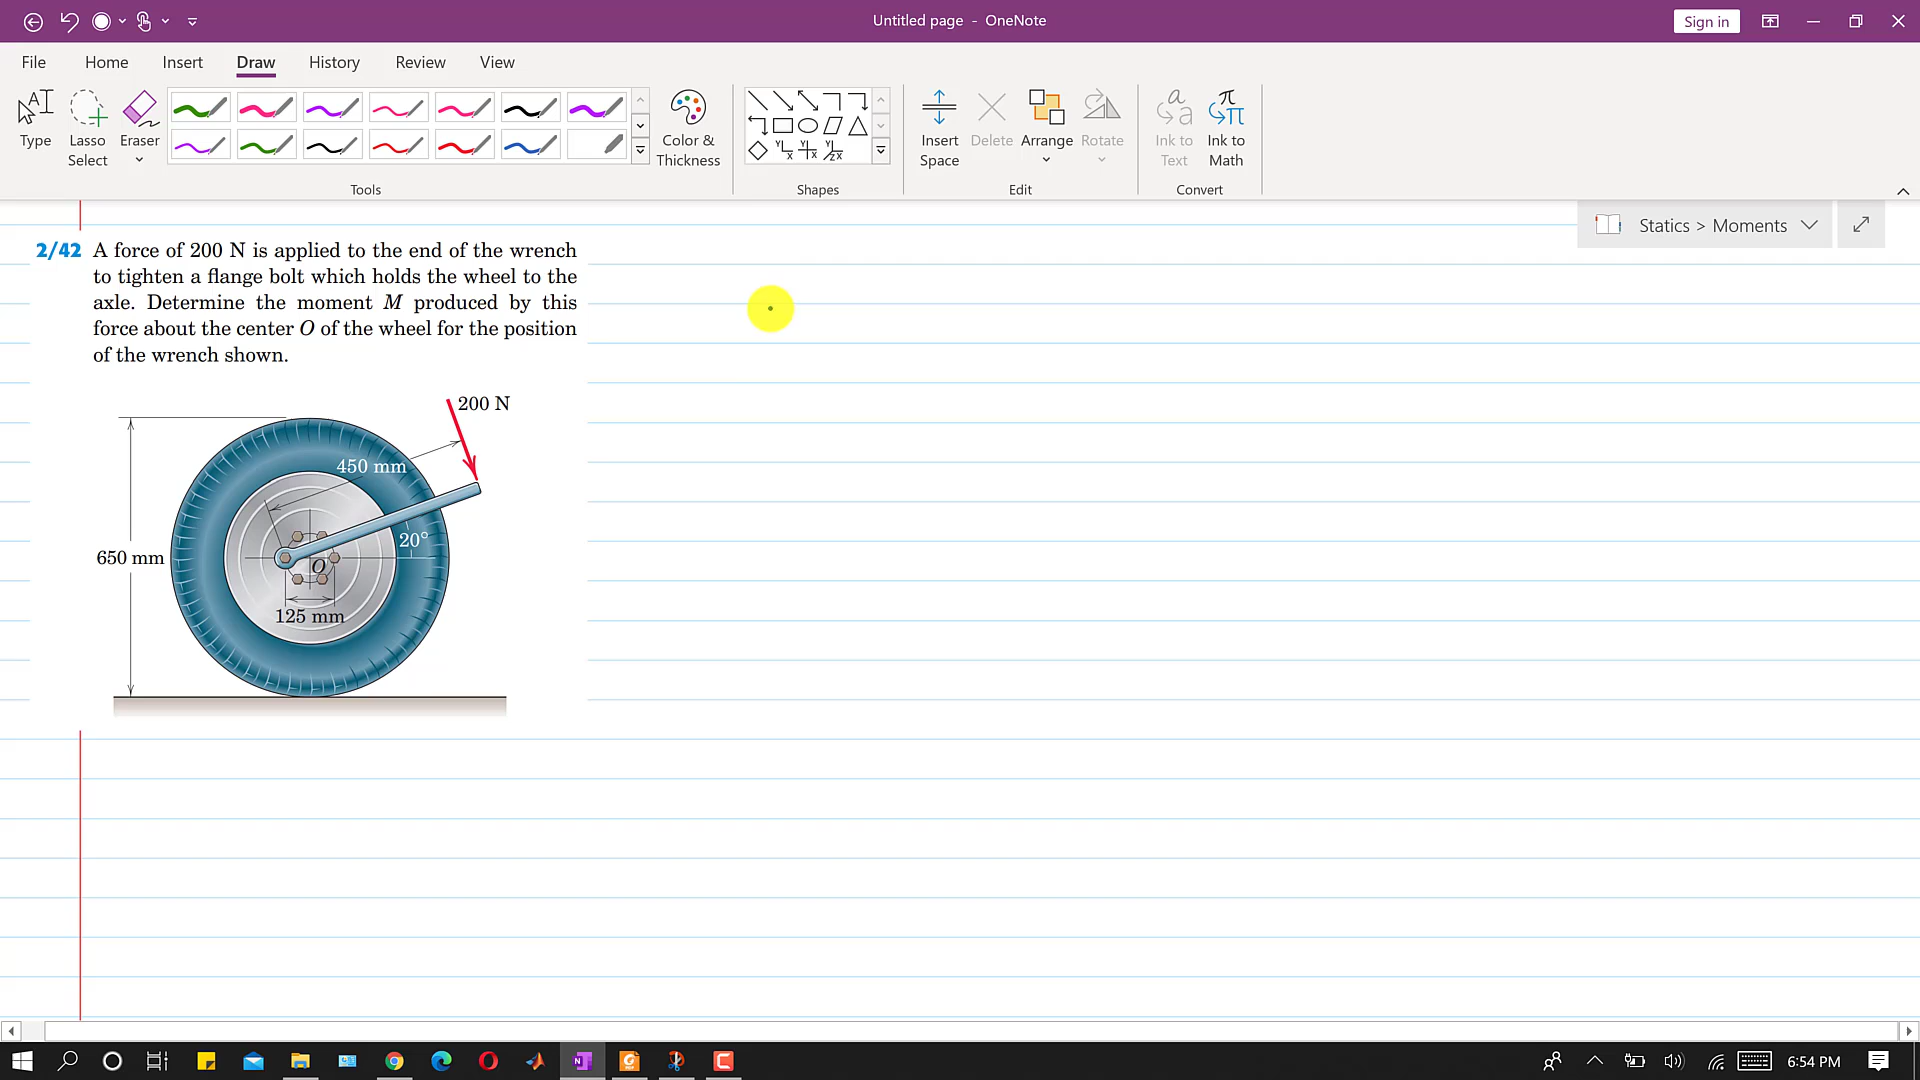 Untitled page - OneNote
Sign in
File Home Insert Draw History Review View
Type
Lasso Select
Eraser
Color & Thickness
Insert Space
Delete
Arrange
Rotate
Ink to Text
Ink to Math
Tools
Shapes
Edit
Convert
Statics > Moments
2/42 A force of 200 N is applied to the end of the wrench
to tighten a flange bolt which holds the wheel to the
axle. Determine the moment M produced by this
force about the center O of the wheel for the position
of the wrench shown.
200 N
450 mm
20°
650 mm
O
125 mm
6:54 PM